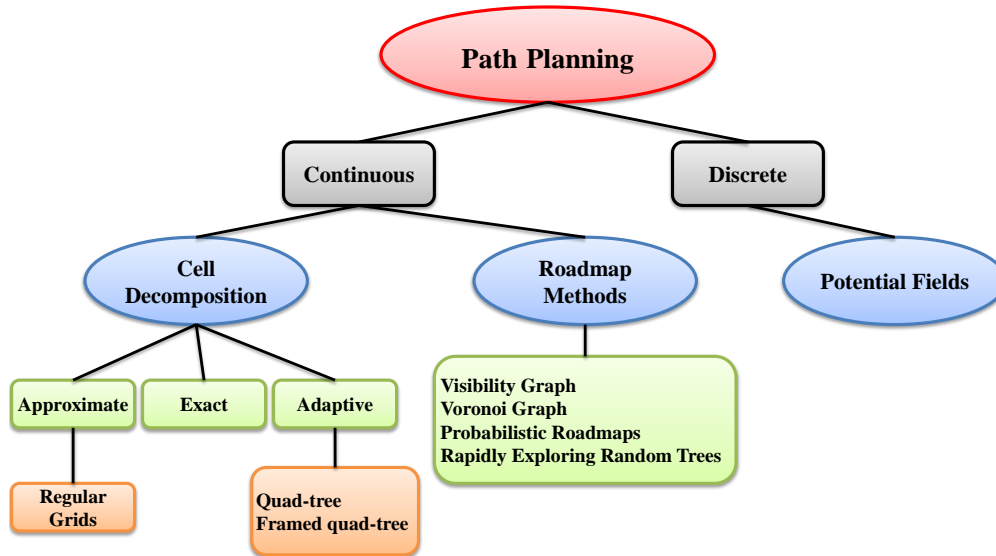 Path Planning
Continuous
Discrete
Cell
Decomposition
Roadmap
Methods
Potential Fields
Approximate
Exact
Adaptive
Visibility Graph
Voronoi Graph
Probabilistic Roadmaps
Rapidly Exploring Random Trees
Regular
Grids
Quad-tree
Framed quad-tree